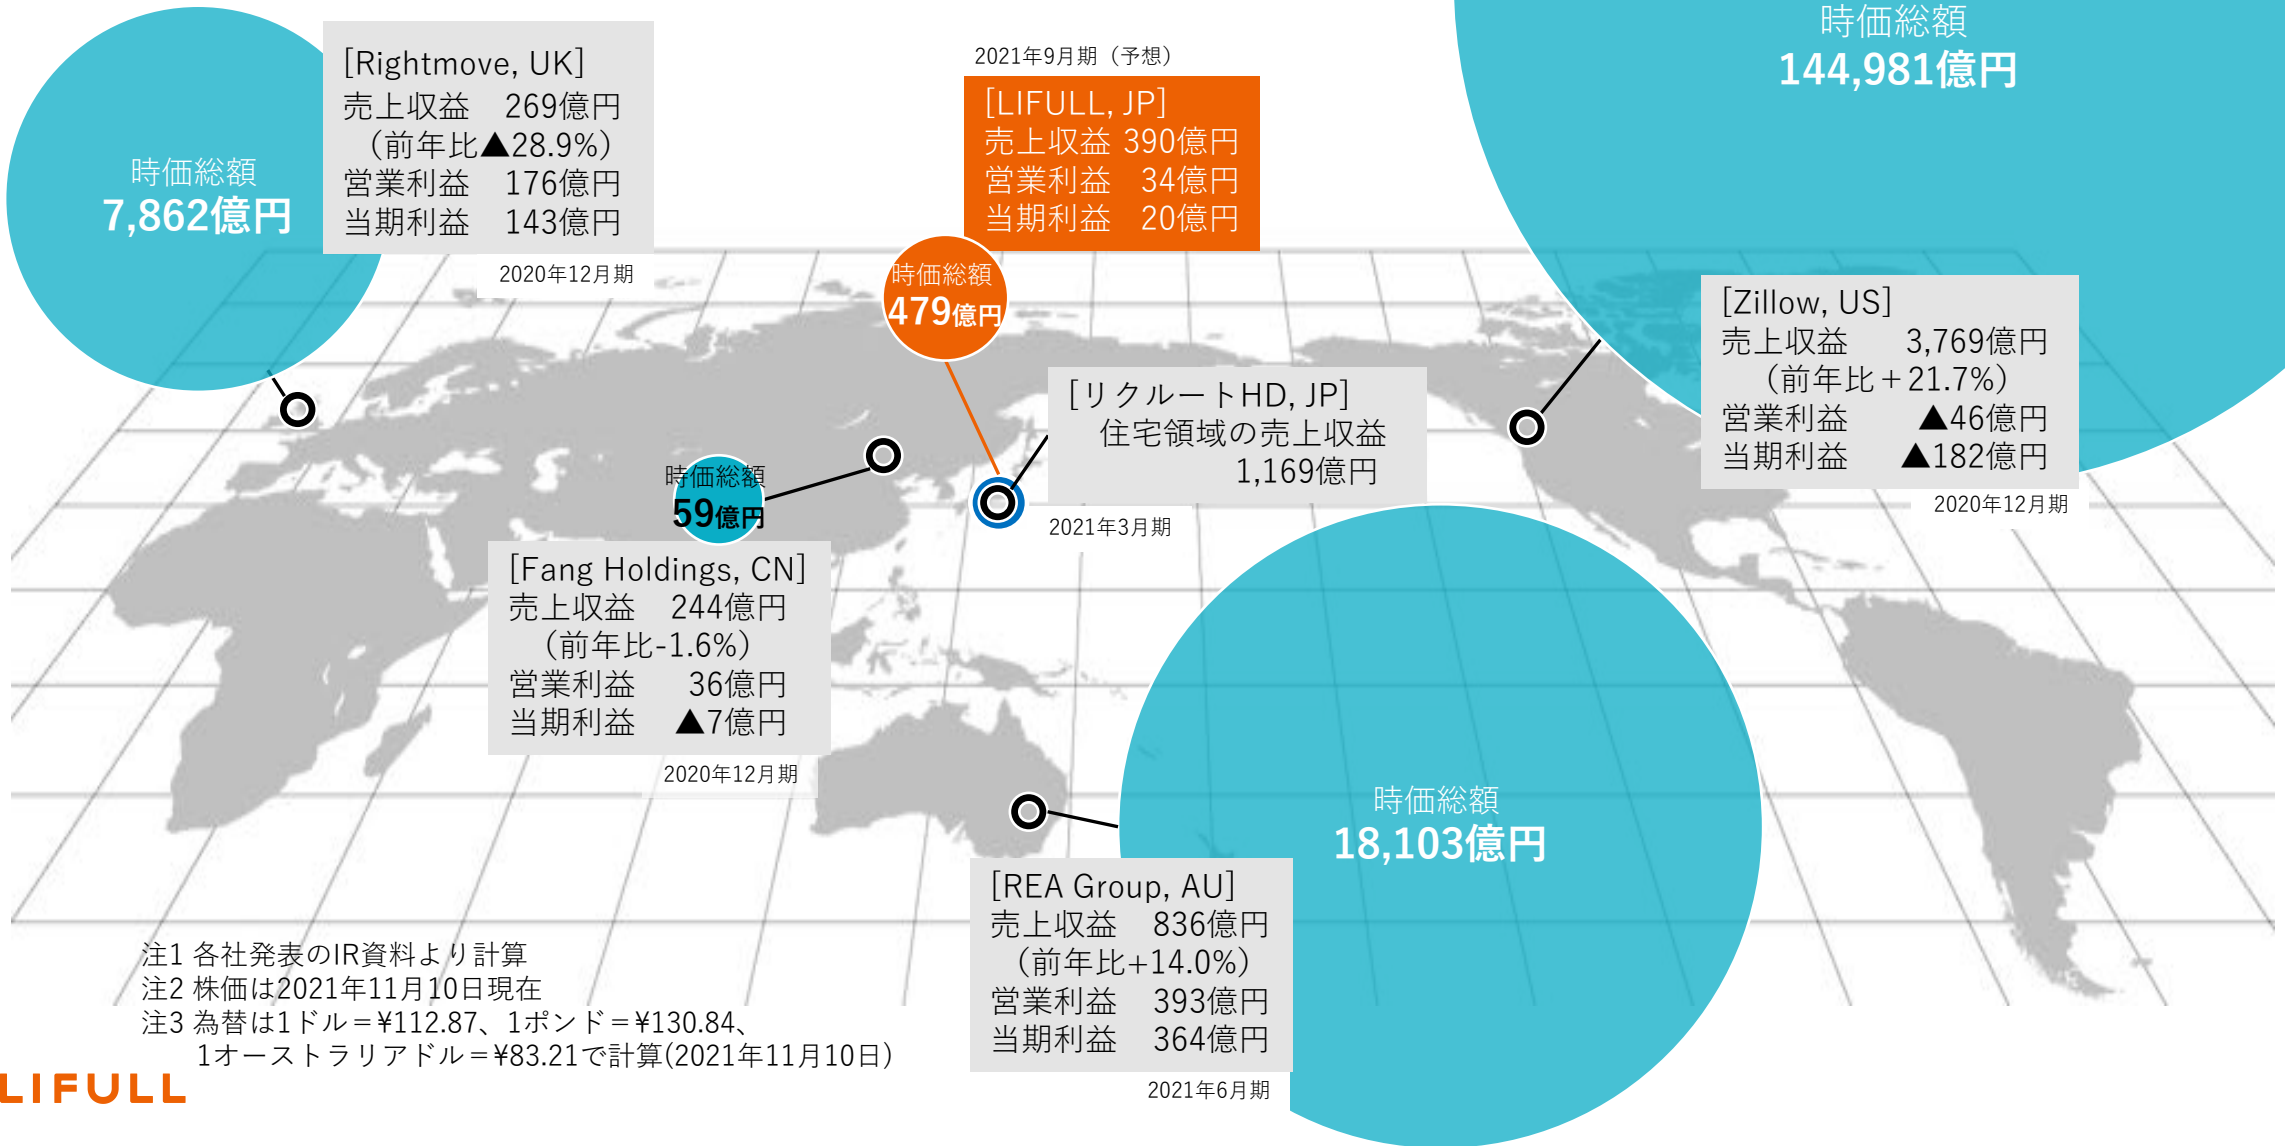 時価総額
7,862億円
[Rightmove, UK]
売上収益 269億円
(前年比▲28.9%)
営業利益 176億円
当期利益 143億円
2020年12月期
2021年9月期（予想）
[LIFULL, JP]
売上収益 390億円
営業利益 34億円
当期利益 20億円
時価総額
479億円
時価総額
144,981億円
[Zillow, US]
売上収益 3,769億円
（前年比＋21.7%）
営業利益 ▲46億円
当期利益 ▲182億円
2020年12月期
[リクルートHD, JP]
住宅領域の売上収益
1,169億円
2021年3月期
時価総額
59億円
[Fang Holdings, CN]
売上収益 244億円
（前年比-1.6%）
営業利益 36億円
当期利益 ▲7億円
2020年12月期
時価総額
18,103億円
[REA Group, AU]
売上収益 836億円
（前年比+14.0%）
営業利益 393億円
当期利益 364億円
2021年6月期
注1 各社発表のIR資料より計算
注2 株価は2021年11月10日現在
注3 為替は1ドル＝¥112.87、1ポンド＝¥130.84、
1オーストラリアドル＝¥83.21で計算(2021年11月10日)
LIFULL